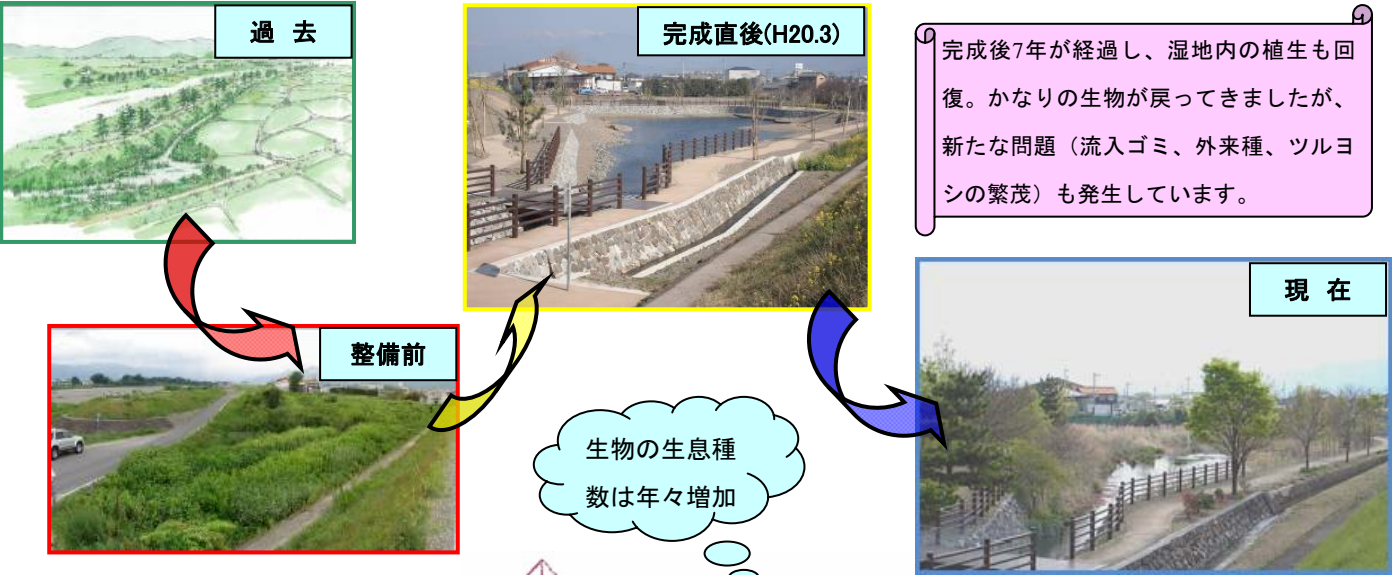 過 去
完成直後(H20.3)
完成後7年が経過し、湿地内の植生も回
復。かなりの生物が戻ってきましたが、
新たな問題（流入ゴミ、外来種、ツルヨ
シの繁茂）も発生しています。
現 在
整備前
生物の生息種
数は年々増加